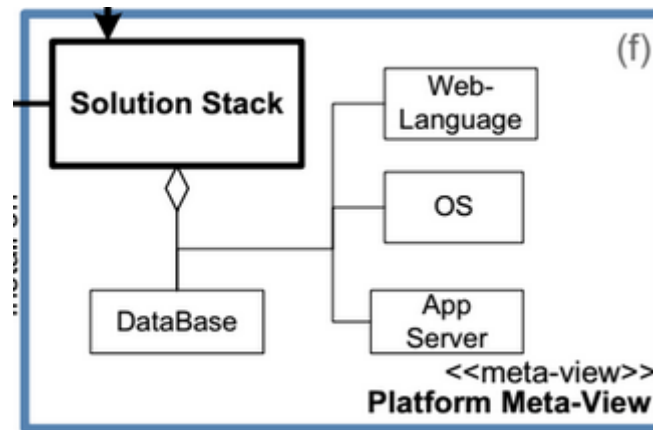 (f)
Solution Stack
Web-
Language
OS
DataBase
App
Server
<<meta-view>>
Platform Meta-View